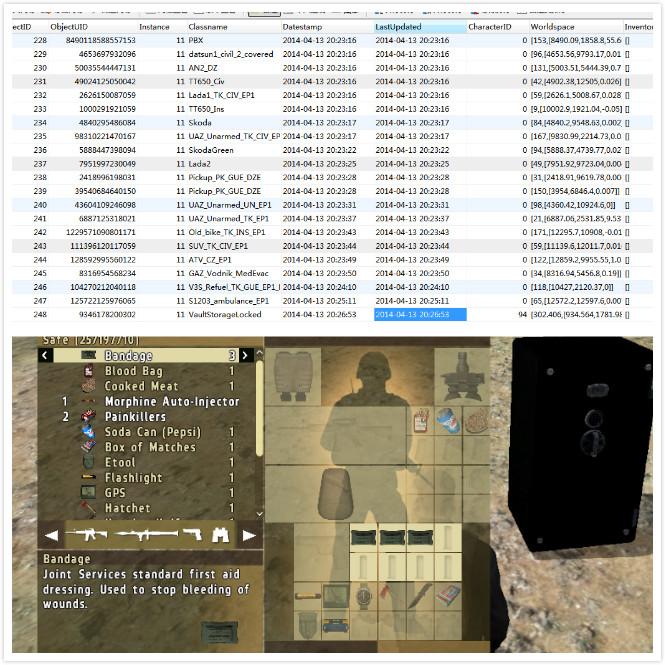 ectID ObjectUID Instance Classname Datestamp LastUpdated CharacterID Worldspace Inventor
228 8490118588557153 11 PBX 2014-04-13 20:23:16 2014-04-13 20:23:16 0 [153,[8490.09,1858.8,55.6 []
229 4653697932096 11 datsun1_civil_2_covered 2014-04-13 20:23:16 2014-04-13 20:23:16 0 [96,[4653.56,9793.17,0.01 []
230 50035544447131 11 AN2_DZ 2014-04-13 20:23:16 2014-04-13 20:23:16 0 [131,[5003.51,5444.39,0.7 []
231 49024125050042 11 TT650_Civ 2014-04-13 20:23:16 2014-04-13 20:23:16 0 [42,[4902.38,12505,0.026] []
232 2626150087059 11 Lada1_TK_CIV_EP1 2014-04-13 20:23:16 2014-04-13 20:23:16 0 [59,[2626.1,5008.67,0.028] []
233 1000291921059 11 TT650_Ins 2014-04-13 20:23:16 2014-04-13 20:23:16 0 [9,[10002.9,1921.04,-0.05] []
234 4840295486084 11 Skoda 2014-04-13 20:23:17 2014-04-13 20:23:17 0 [84,[4840.2,9548.63,0.002] []
235 98310221470167 11 UAZ_Unarmed_TK_CIV_EP 2014-04-13 20:23:17 2014-04-13 20:23:17 0 [167,[9830.99,2214.73,0.0 []
236 5888447398094 11 SkodaGreen 2014-04-13 20:23:22 2014-04-13 20:23:22 0 [94,[5888.37,4739.77,0.02 []
237 7951997230049 11 Lada2 2014-04-13 20:23:25 2014-04-13 20:23:25 0 [49,[7951.92,9723.04,0.00 []
238 2418996198031 11 Pickup_PK_GUE_DZE 2014-04-13 20:23:28 2014-04-13 20:23:28 0 [31,[2418.91,9619.78,0.00 []
239 39540684640150 11 Pickup_PK_GUE_DZE 2014-04-13 20:23:28 2014-04-13 20:23:28 0 [150,[3954,6846.4,0.007]] []
240 43604109246098 11 UAZ_Unarmed_UN_EP1 2014-04-13 20:23:31 2014-04-13 20:23:31 0 [98,[4360.42,10924.6,0]] []
241 6887125318021 11 UAZ_Unarmed_TK_EP1 2014-04-13 20:23:37 2014-04-13 20:23:37 0 [21,[6887.06,2531.85,9.53 []
242 1229571090801171 11 Old_bike_TK_INS_EP1 2014-04-13 20:23:43 2014-04-13 20:23:43 0 [171,[12295.7,10908,-0.01 []
243 111396120117059 11 SUV_TK_CIV_EP1 2014-04-13 20:23:44 2014-04-13 20:23:44 0 [59,[11139.6,12011.7,0.01 []
244 128592995560122 11 ATV_CZ_EP1 2014-04-13 20:23:49 2014-04-13 20:23:49 0 [122,[12859.2,9955.55,1.0 []
245 8316954568234 11 GAZ_Vodnik_MedEvac 2014-04-13 20:23:50 2014-04-13 20:23:50 0 [34,[8316.94,5456.8,0.19]] []
246 104270212040118 11 V3S_Refuel_TK_GUE_EP1_ 2014-04-13 20:24:10 2014-04-13 20:24:10 0 [118,[10427,2120.37,0]] []
247 125722125976065 11 S1203_ambulance_EP1 2014-04-13 20:25:11 2014-04-13 20:25:11 0 [65,[12572.2,12597.6,0.00 []
248 9346178200302 11 VaultStorageLocked 2014-04-13 20:26:53 2014-04-13 20:26:53 94 [302.406,[934.564,1781.98 []
Safe (25/197/10)
Bandage 3
Blood Bag 1
Cooked Meat 1
1 Morphine Auto-Injector
2 Painkillers
Soda Can (Pepsi) 1
Box of Matches 1
Etool 1
Flashlight 1
GPS 1
Hatchet 1
Bandage
Joint Services standard first aid
dressing. Used to stop bleeding of
wounds.